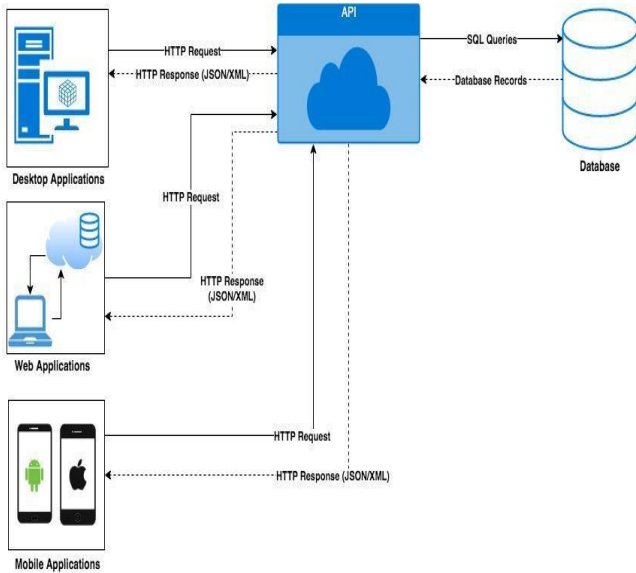 API
HTTP Request
SQL Queries
HTTP Response (JSON/XML)
Database Records
Desktop Applications
Database
HTTP Request
HTTP Response
(JSON/XML)
Web Applications
HTTP Request
HTTP Response (JSON/XML)
Mobile Applications